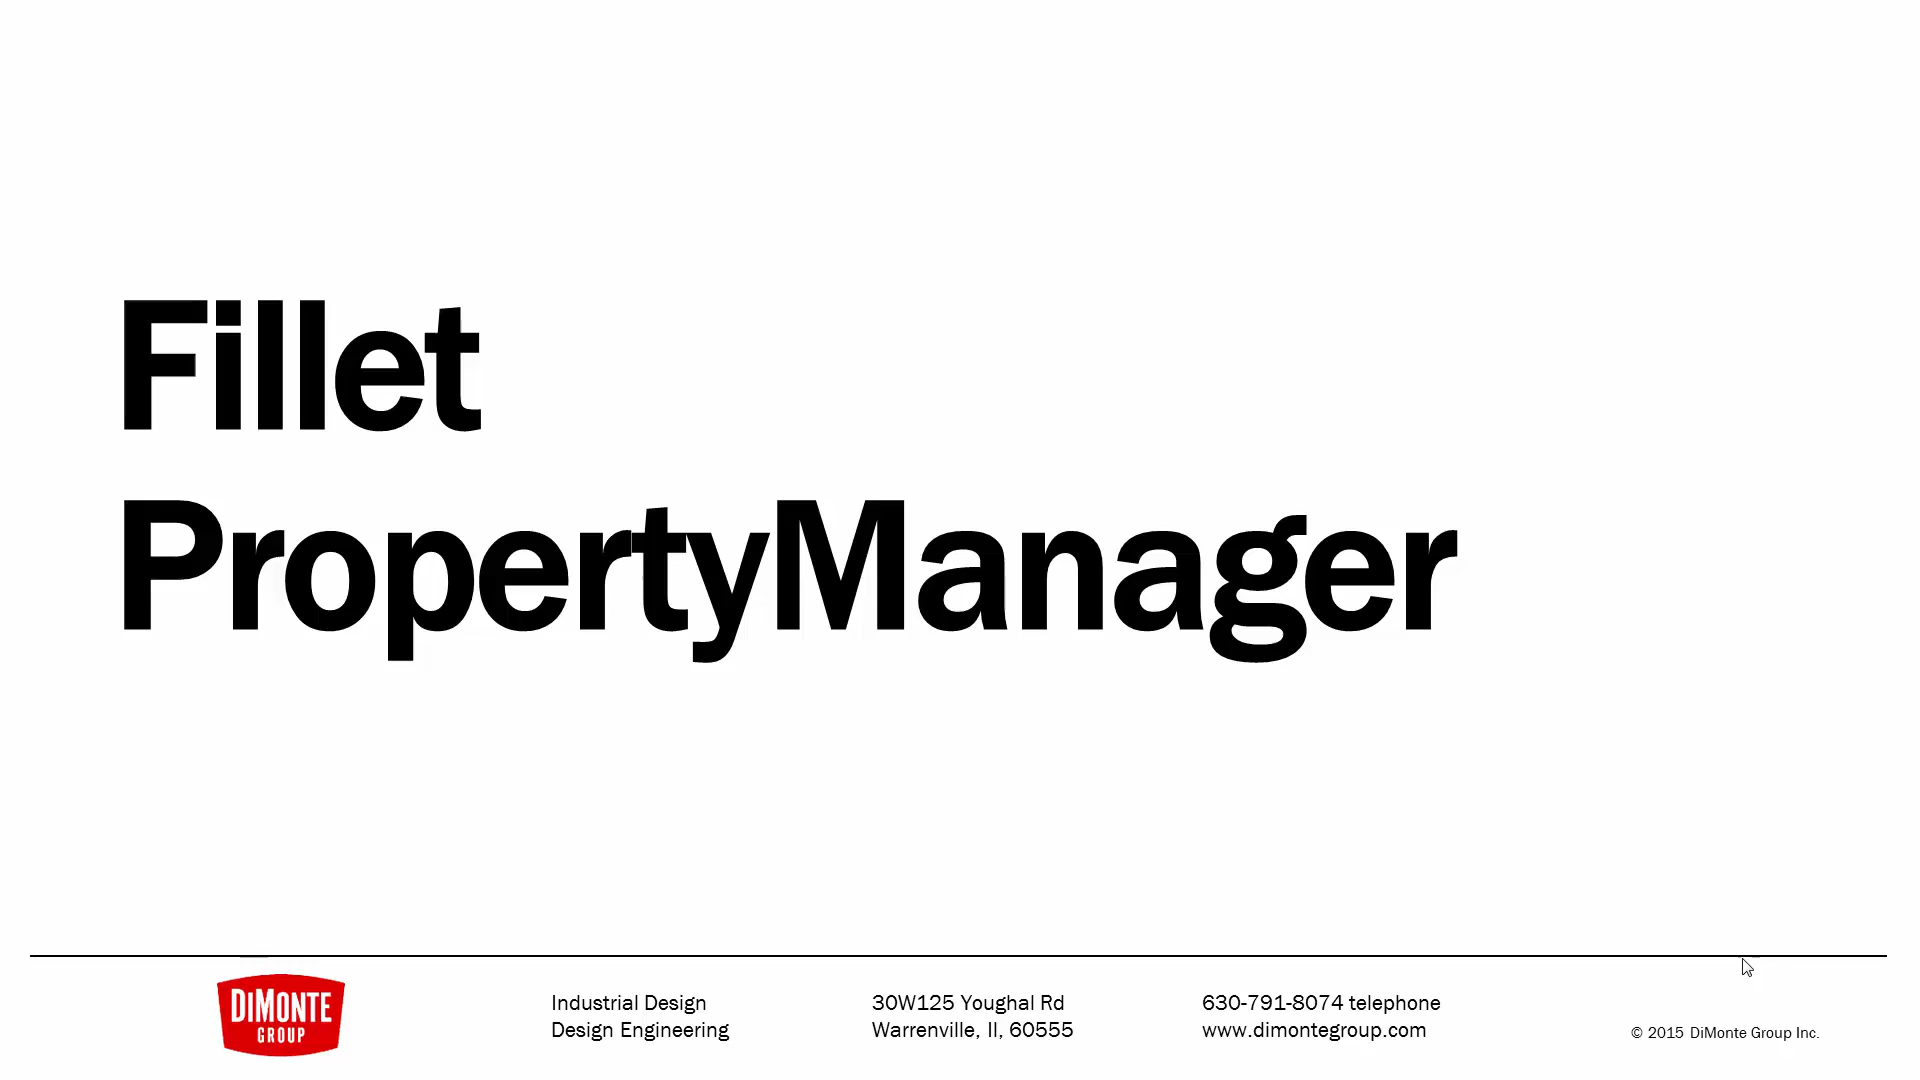 Fillet
PropertyManager
DIMONTE
GROUP
Industrial Design
Design Engineering
30W125 Youghal Rd
Warrenville, Il, 60555
630-791-8074 telephone
www.dimontegroup.com
© 2015 DiMonte Group Inc.